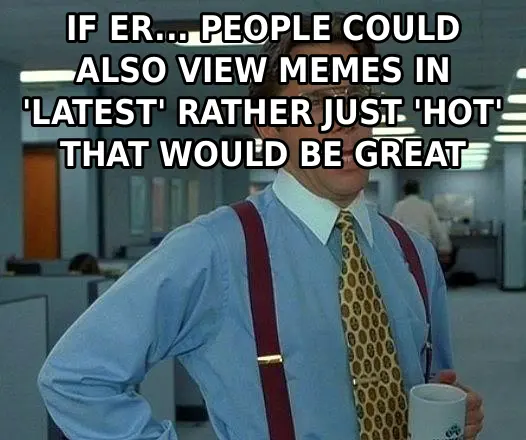 IF ER... PEOPLE COULD
ALSO VIEW MEMES IN
'LATEST' RATHER JUST 'HOT'
THAT WOULD BE GREAT